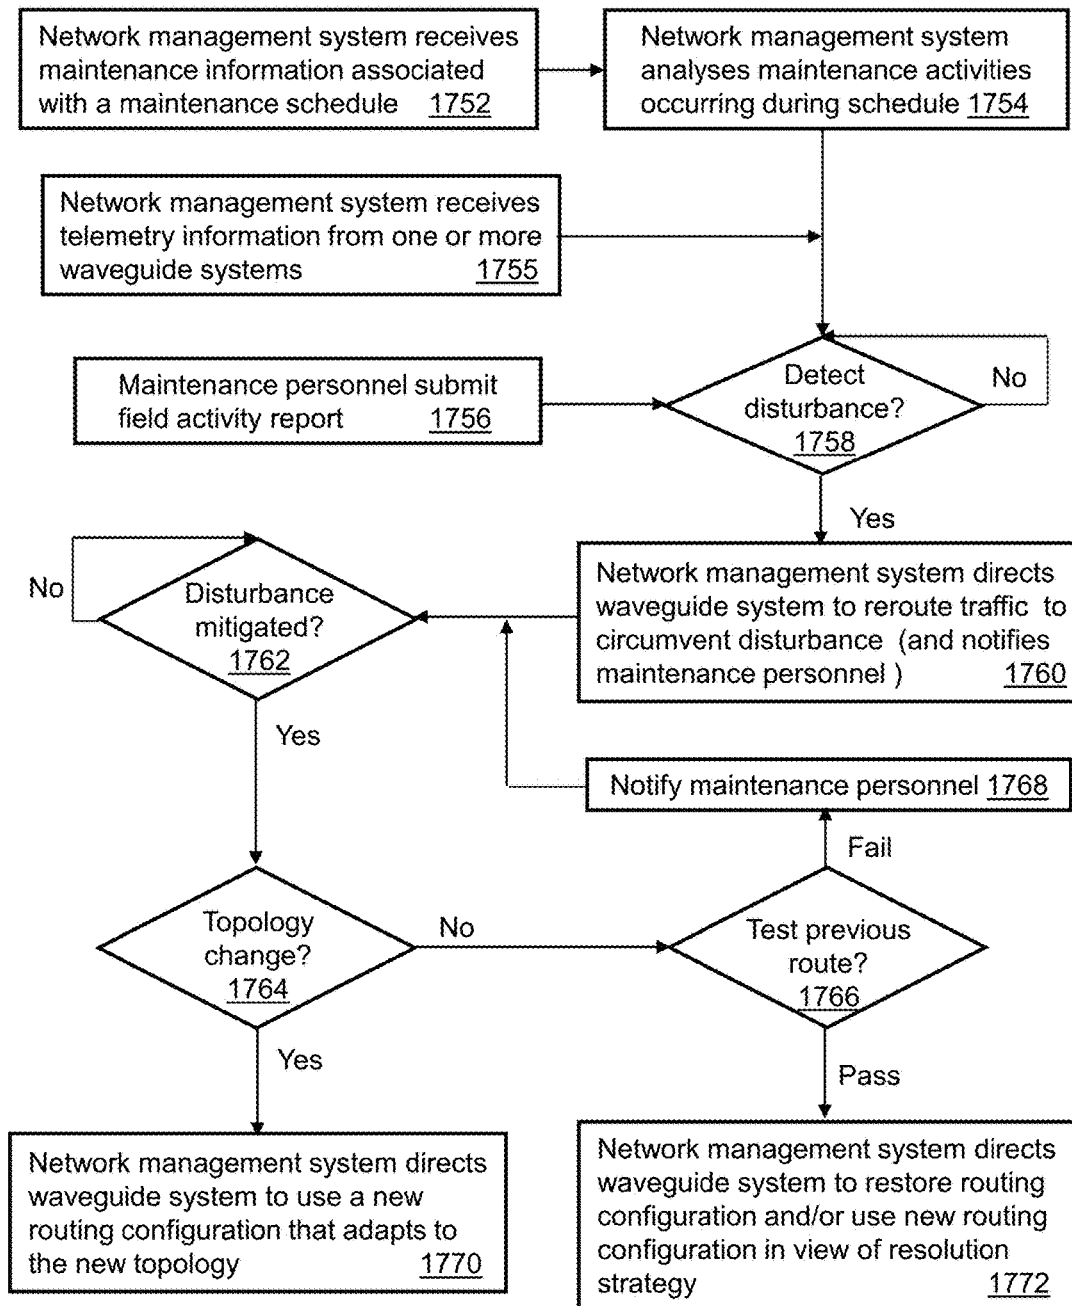 Network management system receives
maintenance information associated
with a maintenance schedule 1752
Network management system
analyses maintenance activities
occurring during schedule 1754
Network management system receives
telemetry information from one or more
waveguide systems 1755
Maintenance personnel submit
field activity report 1756
Detect
disturbance?
1758
No
Yes
Network management system directs
waveguide system to reroute traffic to
circumvent disturbance (and notifies
maintenance personnel ) 1760
Disturbance
mitigated?
1762
No
Yes
Notify maintenance personnel 1768
Fail
Topology
change?
1764
No
Test previous
route?
1766
Yes
Pass
Network management system directs
waveguide system to use a new
routing configuration that adapts to
the new topology 1770
Network management system directs
waveguide system to restore routing
configuration and/or use new routing
configuration in view of resolution
strategy 1772